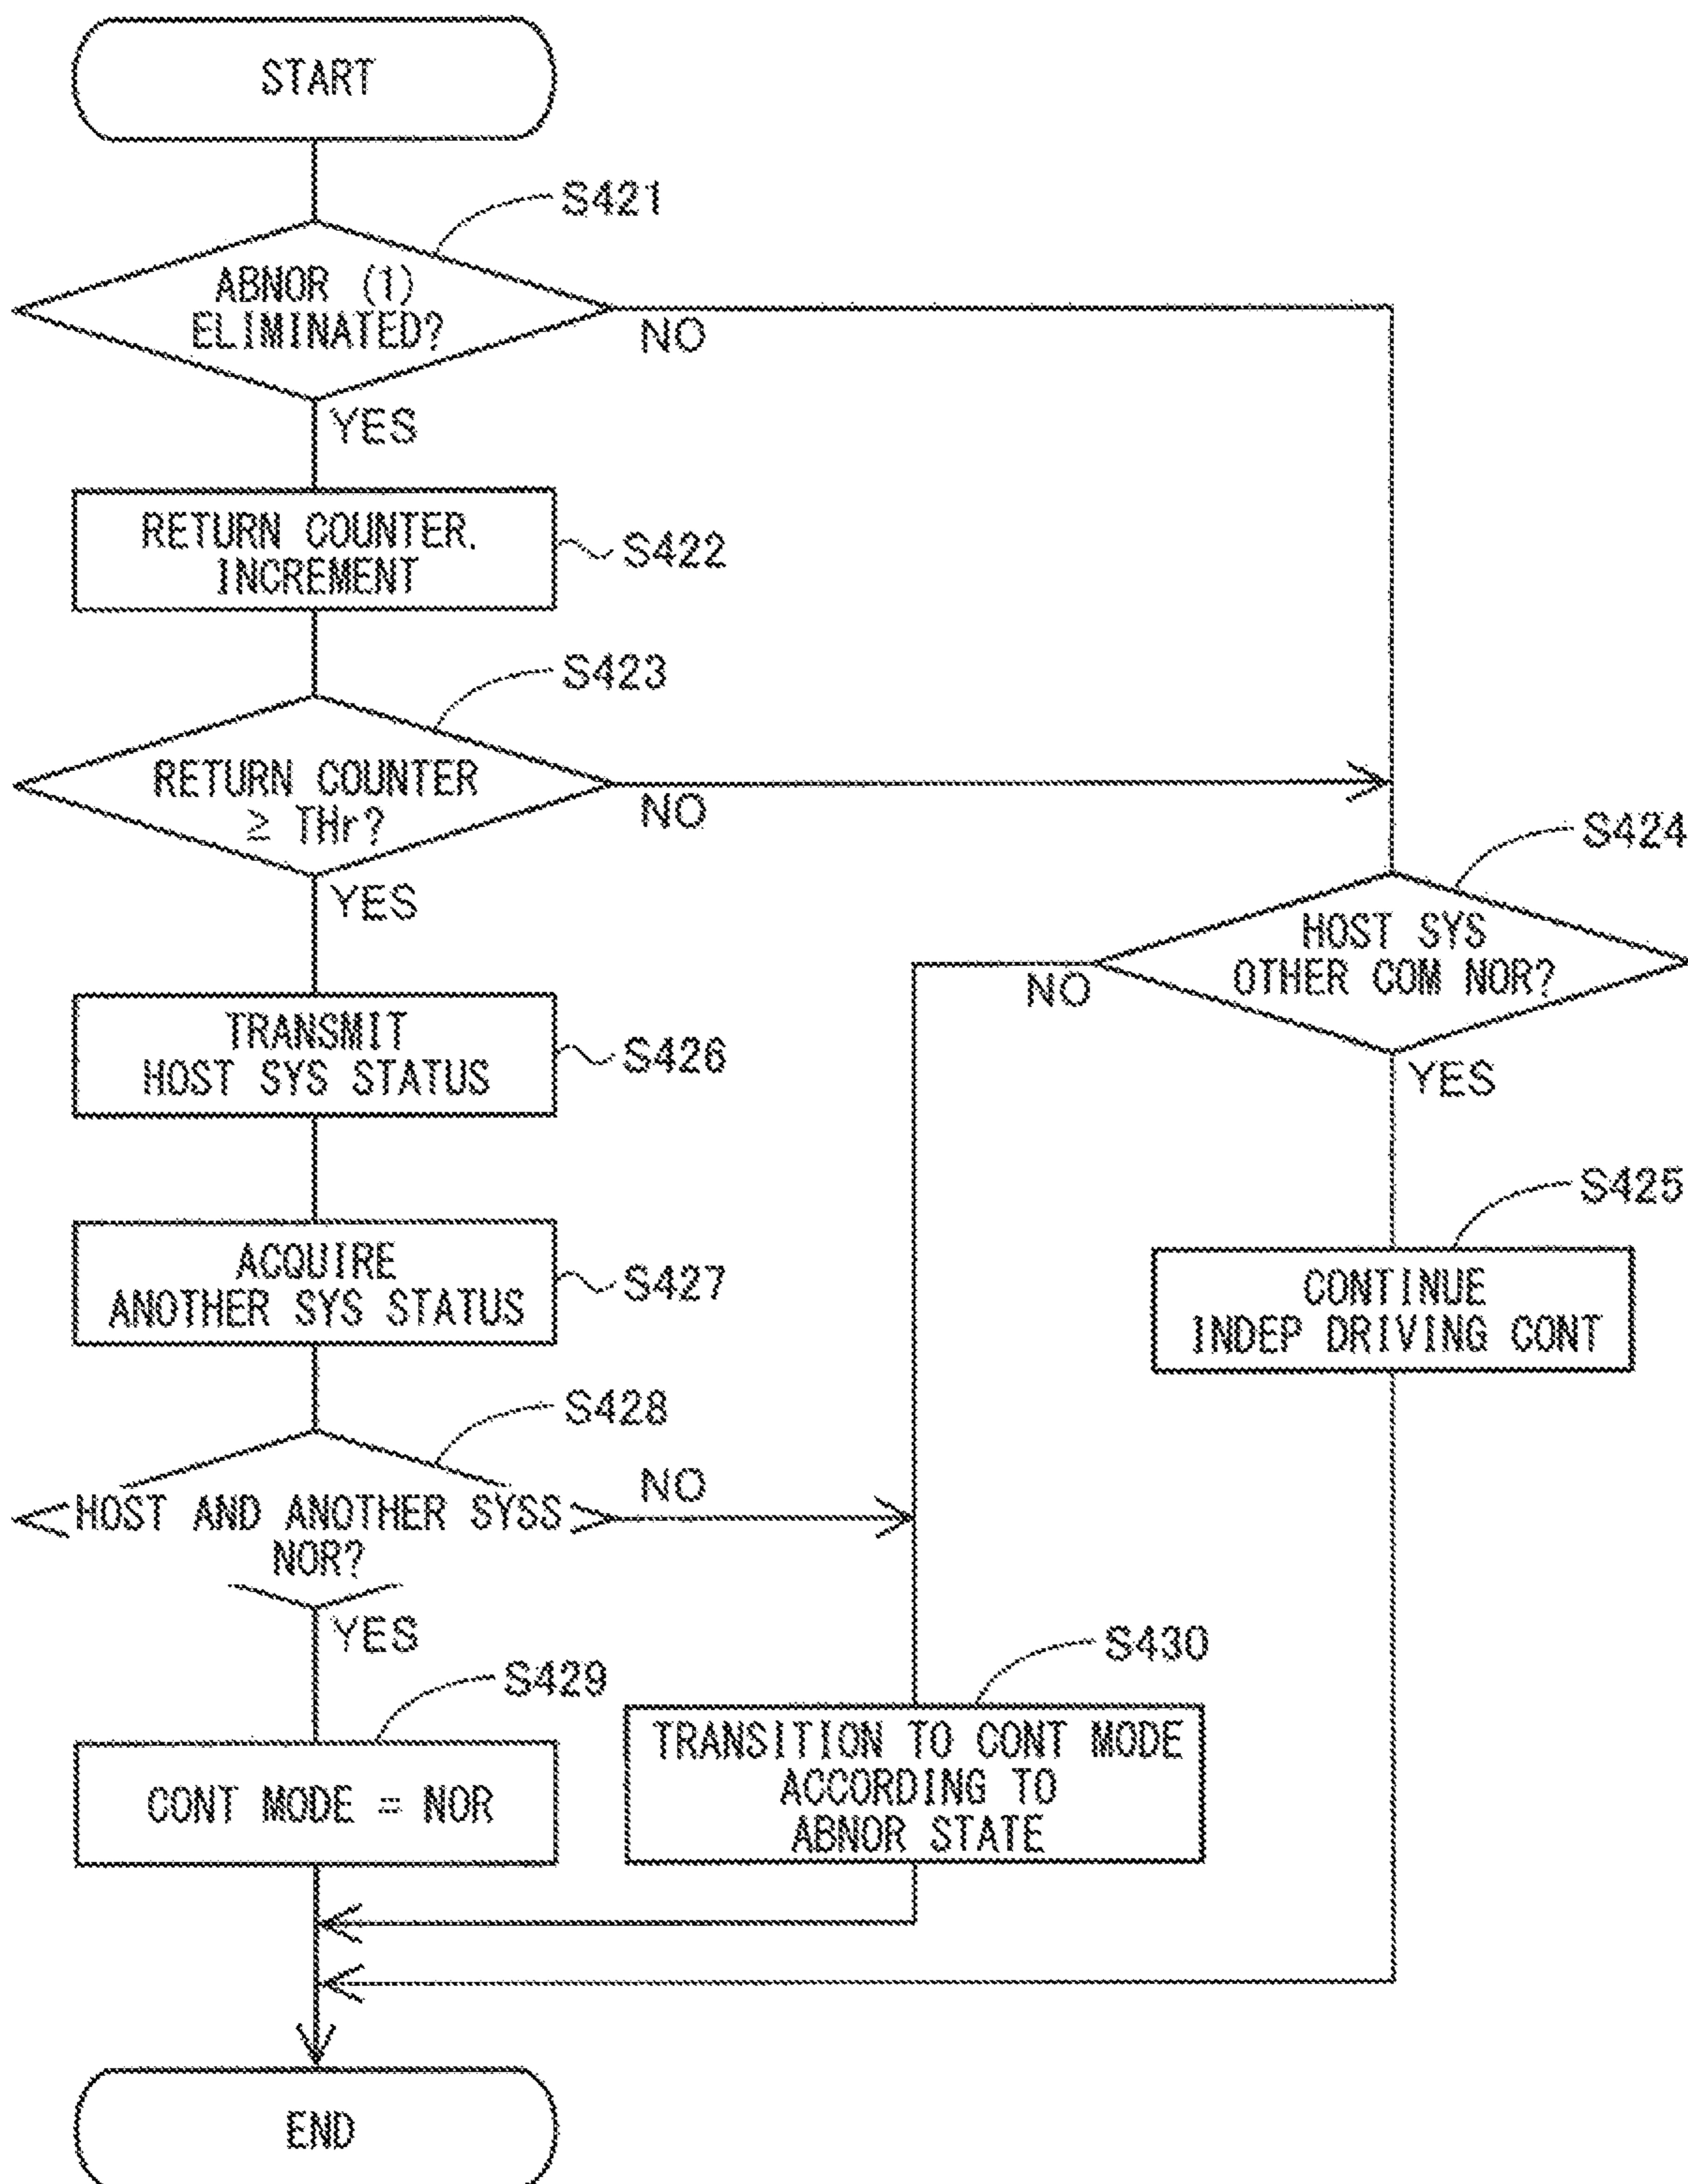 START
S421
ABNOR (1)
ELIMINATED?
NO
YES
RETURN COUNTER.
INCREMENT
S422
S423
RETURN COUNTER
≥ THr?
NO
YES
S424
HOST SYS
OTHER COM NOR?
NO
YES
TRANSMIT
HOST SYS STATUS
S426
S425
CONTINUE
INDEP DRIVING CONT
ACQUIRE
ANOTHER SYS STATUS
S427
S428
HOST AND ANOTHER SYSS
NOR?
NO
YES
S429
CONT MODE = NOR
S430
TRANSITION TO CONT MODE
ACCORDING TO
ABNOR STATE
END